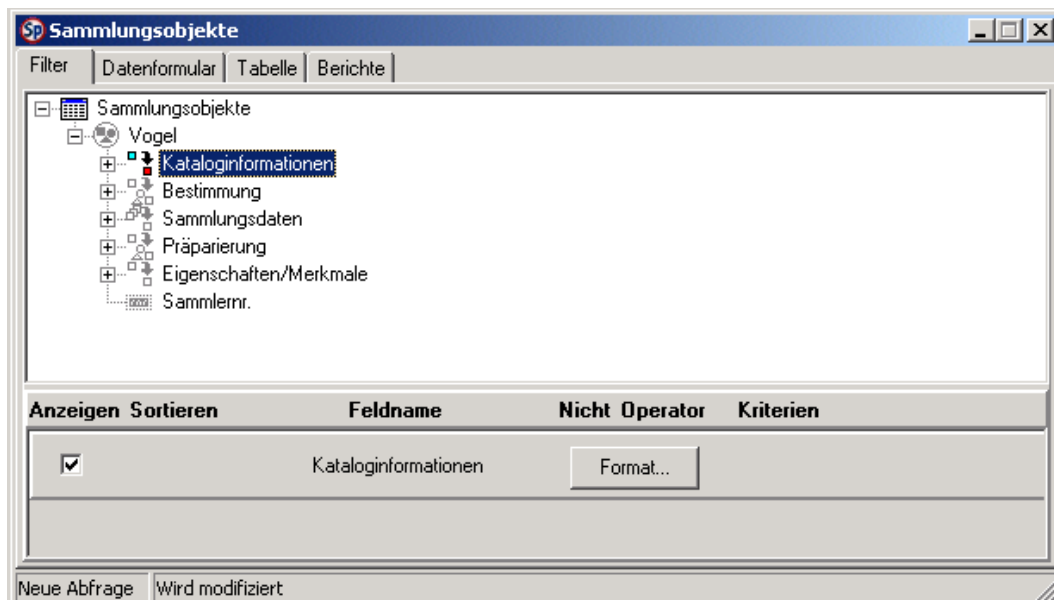 Sp Sammlungsobjekte
Filter Datenformular Tabelle Berichte
Sammlungsobjekte
Vogel
Kataloginformationen
Bestimmung
Sammlungsdaten
Präparierung
Eigenschaften/Merkmale
Sammlernr.
Anzeigen Sortieren Feldname Nicht Operator Kriterien
Kataloginformationen Format...
Neue Abfrage Wird modifiziert